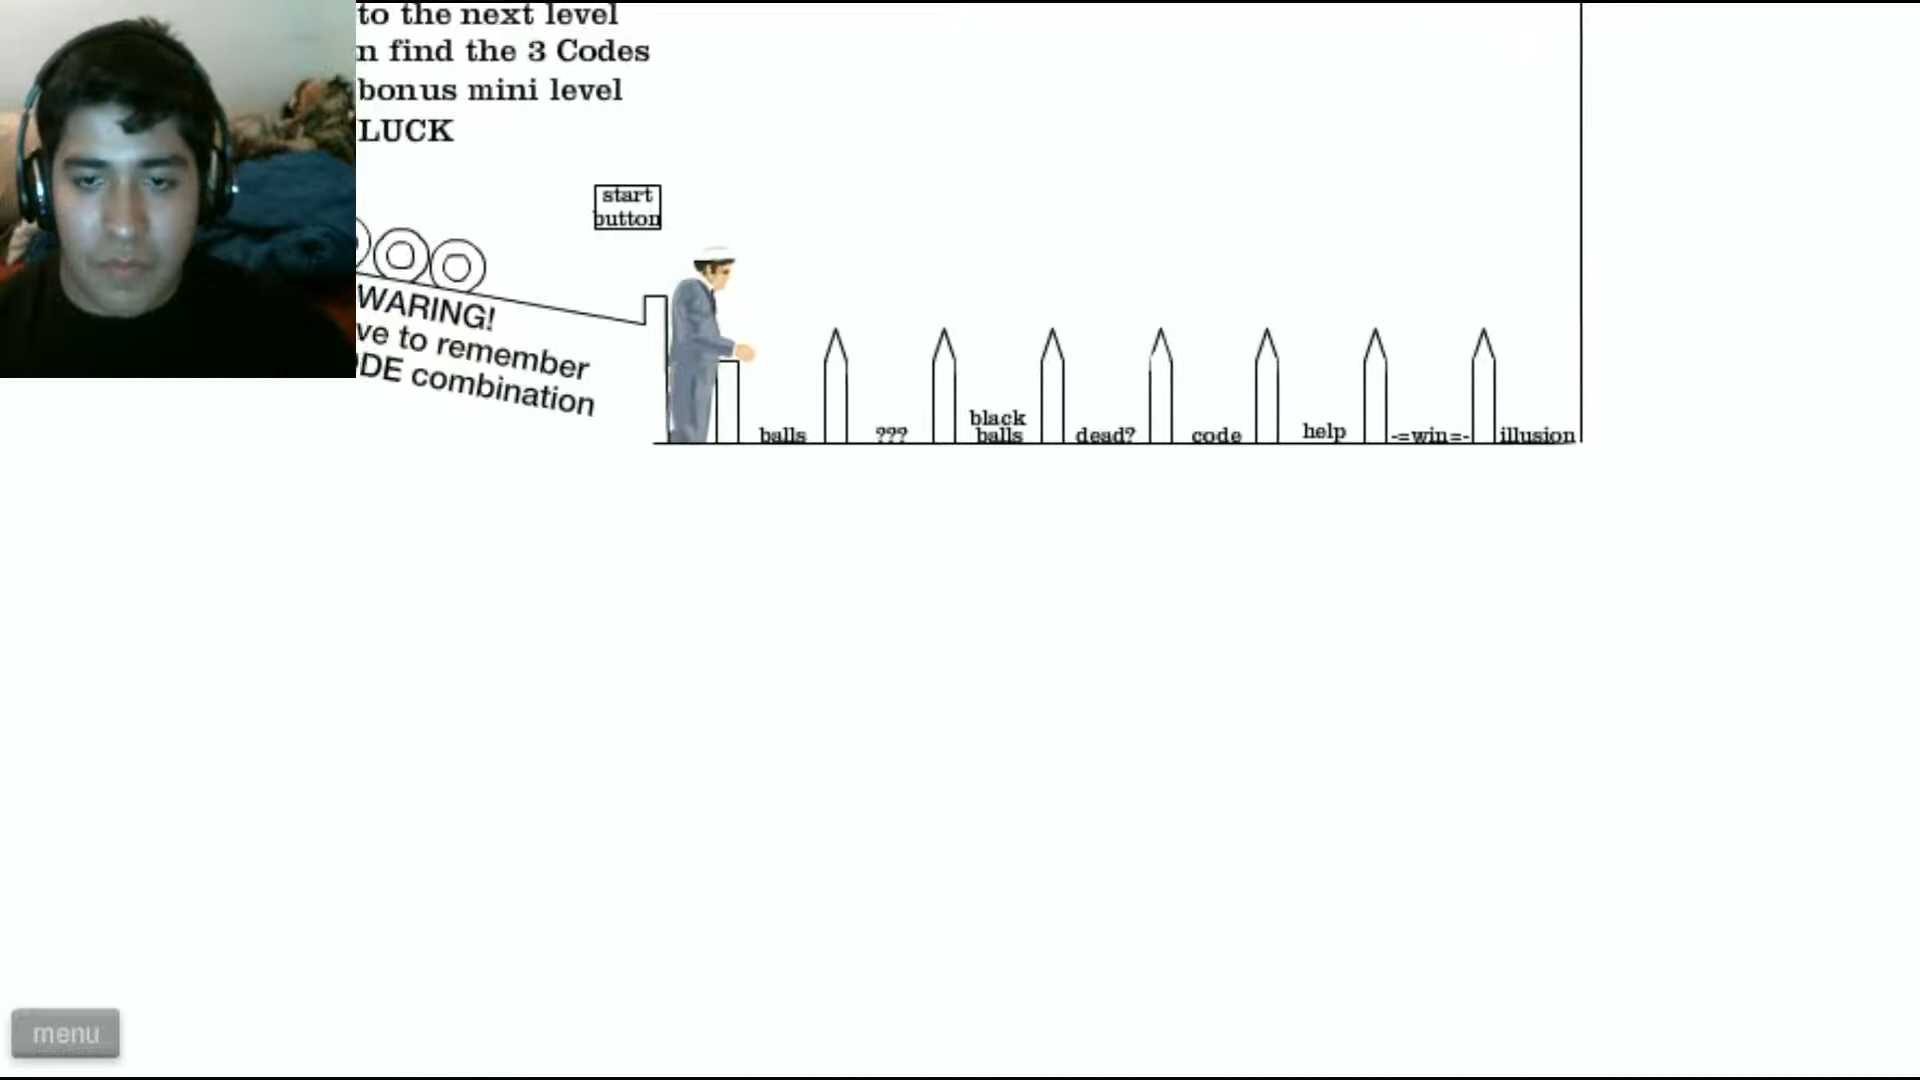 to the next level
n find the 3 Codes
bonus mini level
LUCK
start
button
WARING!
ve to remember
DE combination
balls
???
black
balls
dead?
code
help
-=win=-
illusion
menu